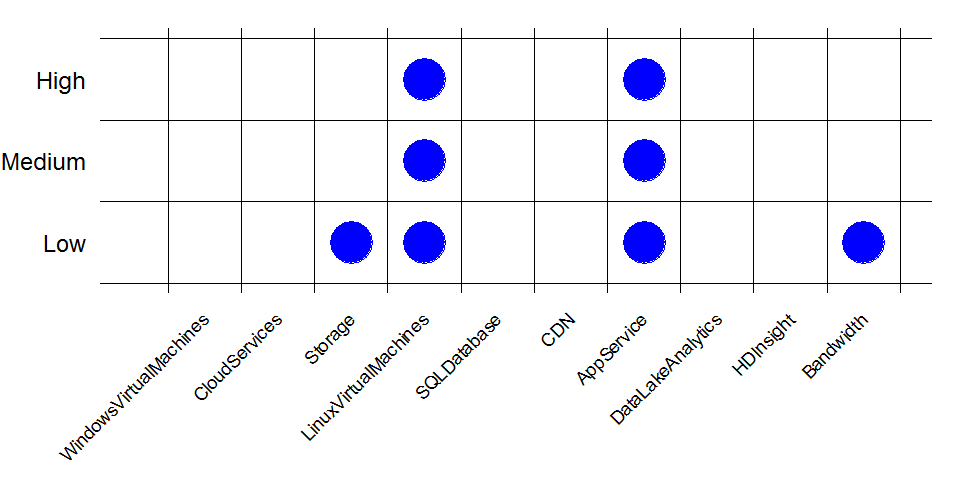 High
Medium
Low
WindowsVirtualMachines
CloudServices
Storage
LinuxVirtualMachines
SQLDatabase
CDN
AppService
DataLakeAnalytics
HDInsight
Bandwidth